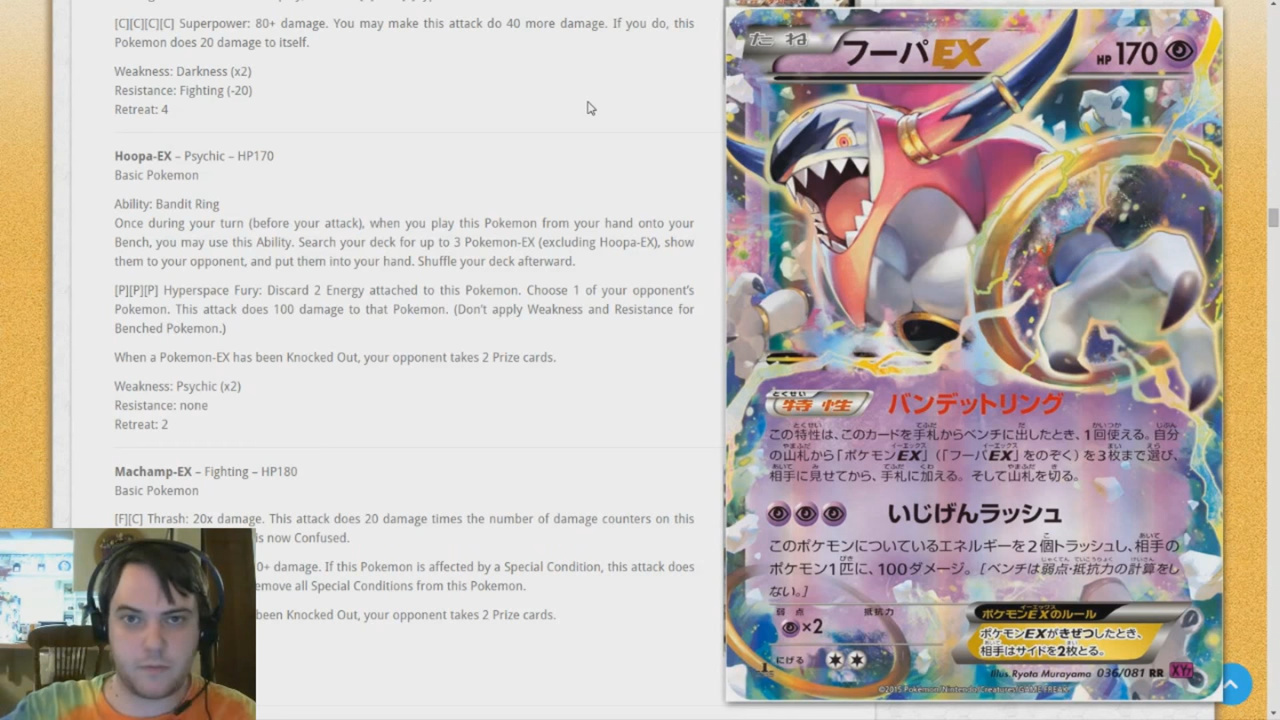 [C][C][C][C] Superpower: 80+ damage. You may make this attack do 40 more damage. If you do, this
Pokemon does 20 damage to itself.
Weakness: Darkness (x2)
Resistance: Fighting (-20)
Retreat: 4
Hoopa-EX – Psychic – HP170
Basic Pokemon
Ability: Bandit Ring
Once during your turn (before your attack), when you play this Pokemon from your hand onto your
Bench, you may use this Ability. Search your deck for up to 3 Pokemon-EX (excluding Hoopa-EX), show
them to your opponent, and put them into your hand. Shuffle your deck afterward.
[P][P][P] Hyperspace Fury: Discard 2 Energy attached to this Pokemon. Choose 1 of your opponent's
Pokemon. This attack does 100 damage to that Pokemon. (Don't apply Weakness and Resistance for
Benched Pokemon.)
When a Pokemon-EX has been Knocked Out, your opponent takes 2 Prize cards.
Weakness: Psychic (x2)
Resistance: none
Retreat: 2
Machamp-EX – Fighting – HP180
Basic Pokemon
[F][C] Thrash: 20x damage. This attack does 20 damage times the number of damage counters on this
is now Confused.
0+ damage. If this Pokemon is affected by a Special Condition, this attack does
emove all Special Conditions from this Pokemon.
been Knocked Out, your opponent takes 2 Prize cards.
たね
フーパEX
HP 170
特性 バンデットリング
この特性は、このカードを手札からベンチに出したとき、1回使える。自分
の山札から「ポケモンEX」(「フーパEX」をのぞく)を3枚まで選び、
相手に見せてから、手札に加える。そして山札を切る。
いじげんラッシュ
このポケモンについているエネルギーを2個トラッシュし、相手の
ポケモン1匹に、100ダメージ。[ベンチは弱点・抵抗力の計算をし
ない。]
弱点 抵抗力
×2
にげる
ポケモンEXのルール
ポケモンEXがきぜつしたとき、
相手はサイドを2枚とる。
Illus. Ryota Murayama 036/081 RR XY7
©2015 Pokémon/Nintendo/Creatures/GAME FREAK